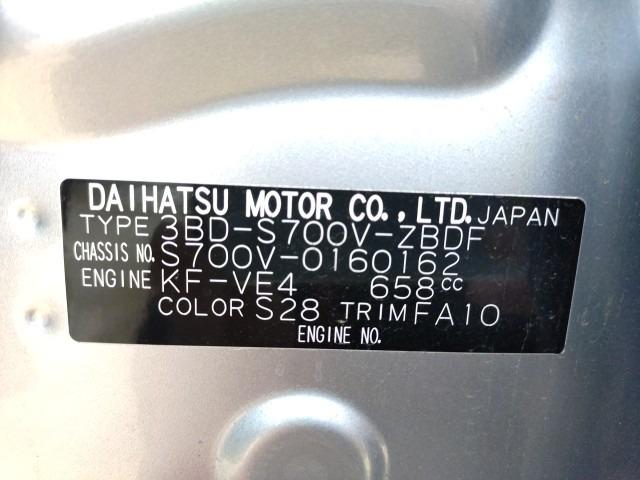 DAIHATSU MOTOR CO., LTD. JAPAN
TYPE 3BD-S700V-ZBDF
CHASSIS NO. S700V-0160162
ENGINE KF-VE4 658cc
COLOR S28 TRIM FA10
ENGINE NO.